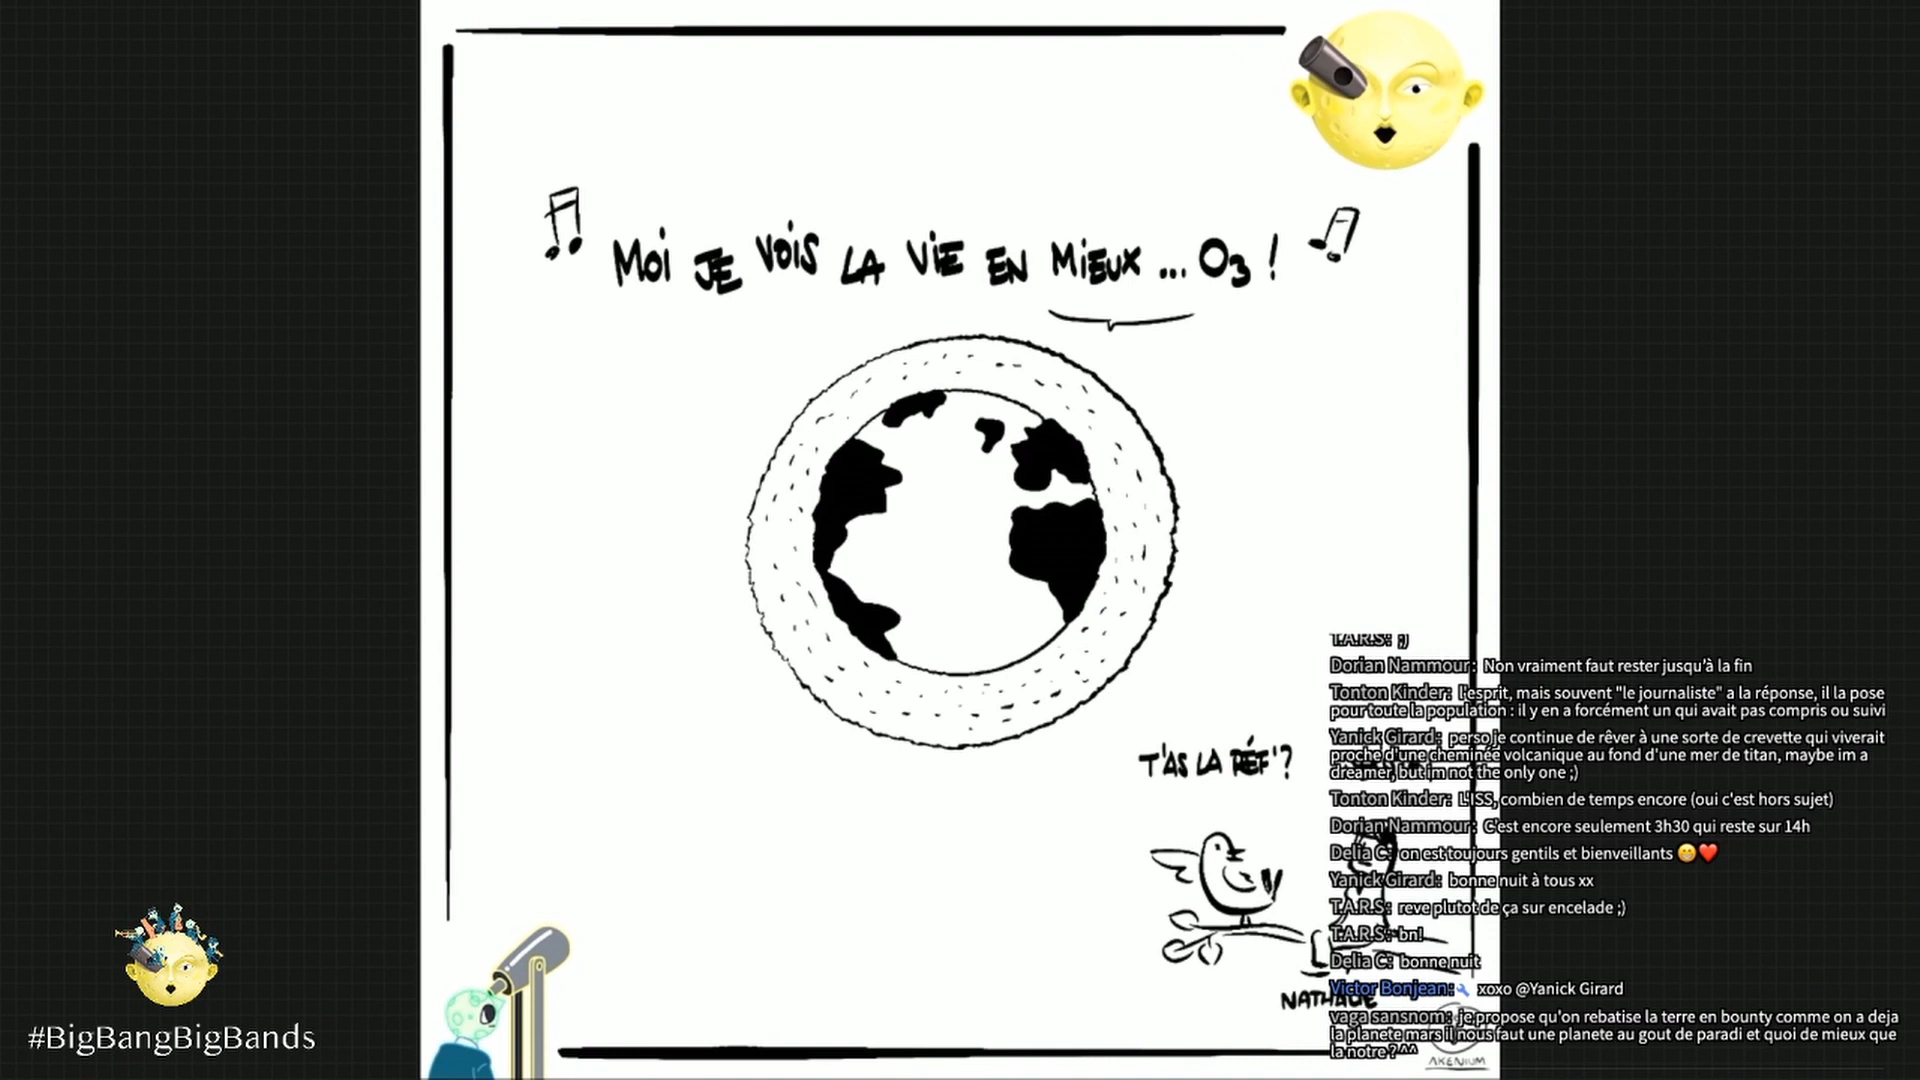 MOI JE VOIS LA VIE EN MIEUX ... O3 !
T'AS LA RÉF' ?
T.A.R.S: ;)
Dorian Nammour: Non vraiment faut rester jusqu'à la fin
Tonton Kinder: l'esprit, mais souvent "le journaliste" a la réponse, il la pose
pour toute la population : il y en a forcément un qui avait pas compris ou suivi
Yanick Girard: perso je continue de rêver à une sorte de crevette qui viverait
proche d'une cheminée volcanique au fond d'une mer de titan, maybe im a
dreamer, but im not the only one ;)
Tonton Kinder: L'ISS, combien de temps encore (oui c'est hors sujet)
Dorian Nammour: C'est encore seulement 3h30 qui reste sur 14h
Delia C: on est toujours gentils et bienveillants 😁❤️
Yanick Girard: bonne nuit à tous xx
T.A.R.S: reve plutot de ça sur encelade ;)
T.A.R.S: bn!
Delia C: bonne nuit
Victor Bonjean: xoxo @Yanick Girard
vaga sansnom: je propose qu'on rebatise la terre en bounty comme on a deja
la planete mars il nous faut une planete au gout de paradi et quoi de mieux que
la notre ? ^^
NATHALIE
AKENIUM
#BigBangBigBands